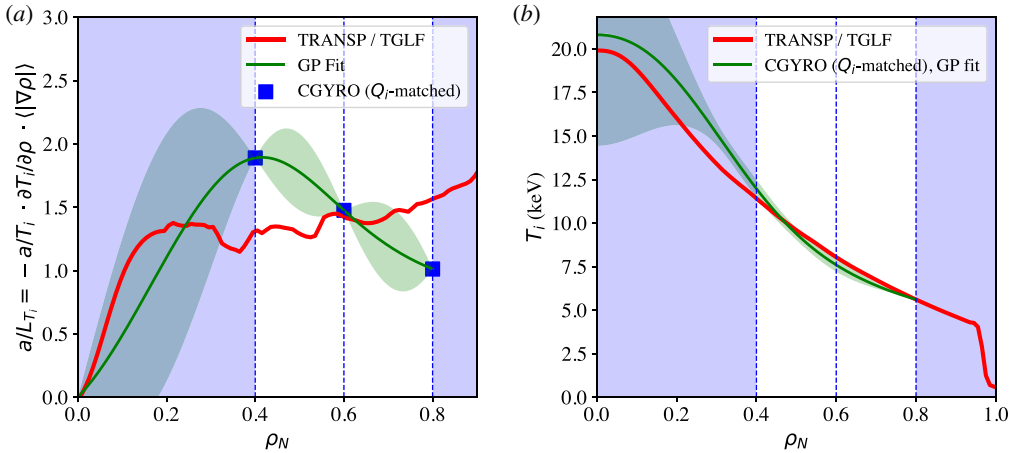 (a)
3.0
2.5
2.0
1.5
1.0
0.5
0.0
a/L_{T_i} = − a/T_i · ∂T_i/∂ρ · ⟨|∇ρ|⟩
TRANSP / TGLF
GP Fit
CGYRO (Q_i-matched)
0.0 0.2 0.4 0.6 0.8
ρ_N
(b)
20.0
17.5
15.0
12.5
10.0
7.5
5.0
2.5
0.0
T_i (keV)
TRANSP / TGLF
CGYRO (Q_i-matched), GP fit
0.0 0.2 0.4 0.6 0.8 1.0
ρ_N